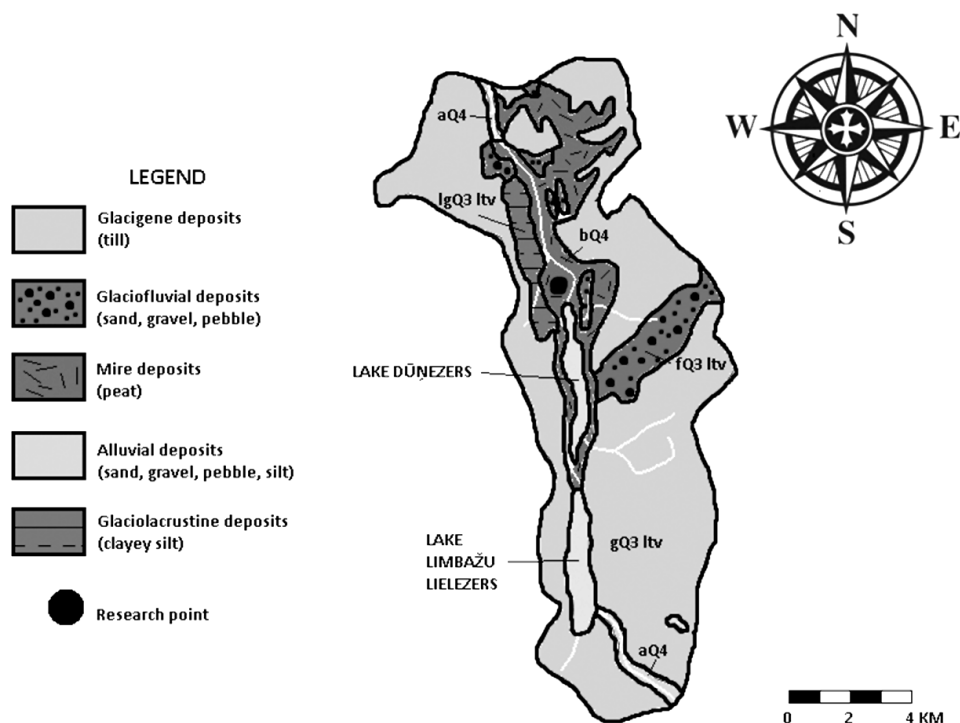 N
W
E
S
LEGEND
Glacigene deposits
(till)
Glaciofluvial deposits
(sand, gravel, pebble)
Mire deposits
(peat)
Alluvial deposits
(sand, gravel, pebble, silt)
Glaciolacrustine deposits
(clayey silt)
Research point
aQ4
lgQ3 ltv
bQ4
LAKE DŪŅEZERS
fQ3 ltv
LAKE
LIMBAŽU
LIELEZERS
gQ3 ltv
aQ4
0 2 4 KM